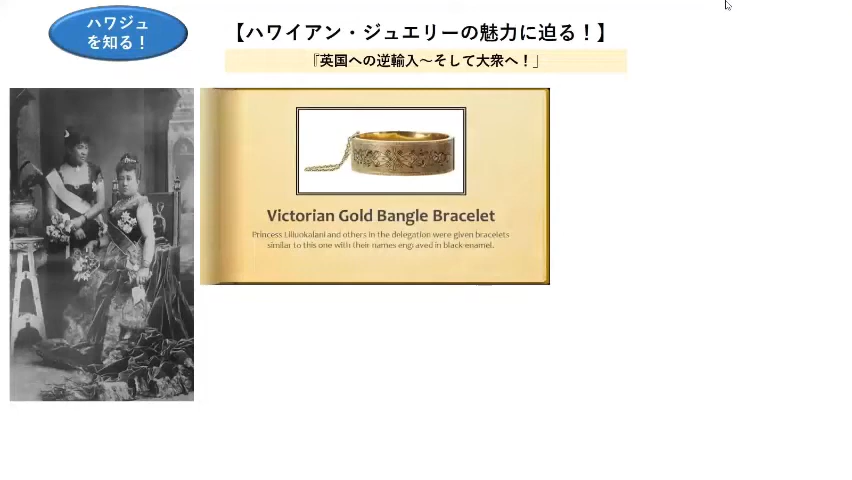 ハワジュ
を知る！
【ハワイアン・ジュエリーの魅力に迫る！】
『英国への逆輸入～そして大衆へ！」
Victorian Gold Bangle Bracelet
Princess Liliuokalani and others in the delegation were given bracelets
similar to this one with their names engraved in black enamel.